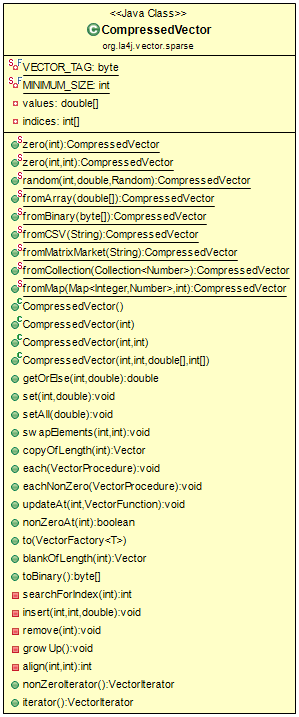 <<Java Class>>
CompressedVector
org.la4j.vector.sparse
VECTOR_TAG: byte
MINIMUM_SIZE: int
values: double[]
indices: int[]
zero(int):CompressedVector
zero(int,int):CompressedVector
random(int,double,Random):CompressedVector
fromArray(double[]):CompressedVector
fromBinary(byte[]):CompressedVector
fromCSV(String):CompressedVector
fromMatrixMarket(String):CompressedVector
fromCollection(Collection<Number>):CompressedVector
fromMap(Map<Integer,Number>,int):CompressedVector
CompressedVector()
CompressedVector(int)
CompressedVector(int,int)
CompressedVector(int,int,double[],int[])
getOrElse(int,double):double
set(int,double):void
setAll(double):void
swapElements(int,int):void
copyOfLength(int):Vector
each(VectorProcedure):void
eachNonZero(VectorProcedure):void
updateAt(int,VectorFunction):void
nonZeroAt(int):boolean
to(VectorFactory<T>)
blankOfLength(int):Vector
toBinary():byte[]
searchForIndex(int):int
insert(int,int,double):void
remove(int):void
growUp():void
align(int,int):int
nonZeroIterator():VectorIterator
iterator():VectorIterator